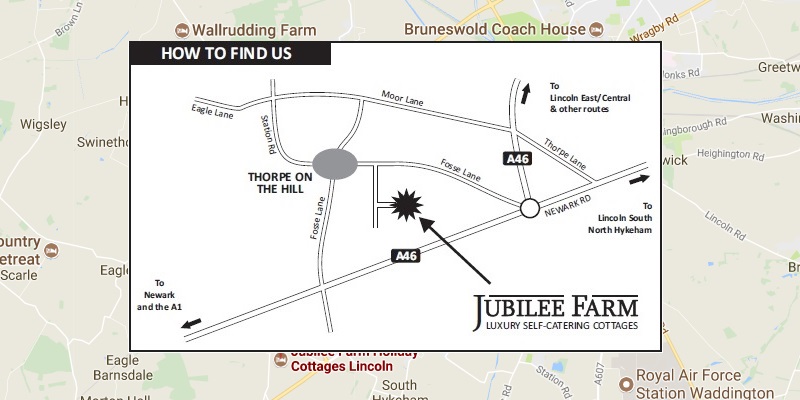 Brown Ln
Wallrudding Farm
Bruneswold Coach House
Wragby Rd
HOW TO FIND US
To
Lincoln East/Central
& other routes
Eagle Lane
Moor Lane
Station Rd
Thorpe Lane
A46
THORPE ON
THE HILL
Fosse Lane
Fosse Lane
NEWARK RD
To
Lincoln South
North Hykeham
A46
To
Newark
and the A1
JUBILEE FARM
LUXURY SELF-CATERING COTTAGES
Wigsley
Swineth
onks Rd
Greetw
Washi
ingborough Rd
Heighington Rd
wick
Lincoln Rd
ountry
etreat
Scarle
Eagl
Eagle
Barnsdale
Jubilee Farm Holiday
Cottages Lincoln
South
Hykeham
Station Rd
A607
Royal Air Force
Station Waddington